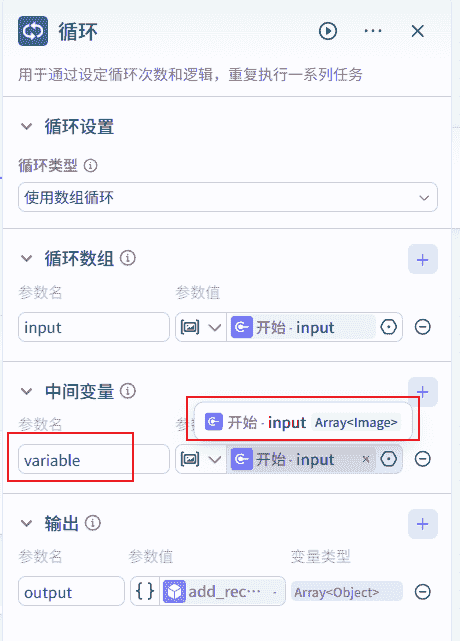 循环
用于通过设定循环次数和逻辑，重复执行一系列任务
循环设置
循环类型
使用数组循环
循环数组
参数名 参数值
input 开始 · input
中间变量
开始 · input Array<Image>
参数名
variable 开始 · input
输出
参数名 参数值 变量类型
output add_rec··· Array<Object>